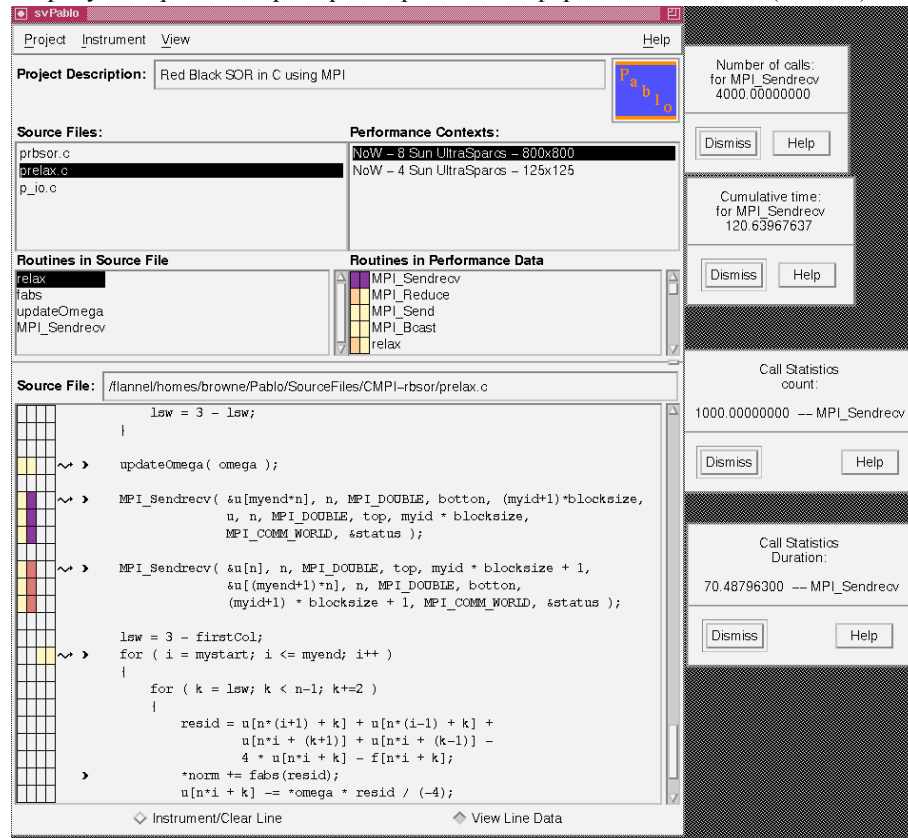 svPablo
Project Instrument View Help
Project Description: Red Black SOR in C using MPI
Pablo
Source Files:
prbsor.c
prelax.c
p_io.c
Performance Contexts:
NoW – 8 Sun UltraSparcs – 800x800
NoW – 4 Sun UltraSparcs – 125x125
Routines in Source File
relax
fabs
updateOmega
MPI_Sendrecv
Routines in Performance Data
MPI_Sendrecv
MPI_Reduce
MPI_Send
MPI_Bcast
relax
Source File: /flannel/homes/browne/Pablo/SourceFiles/CMPI–rbsor/prelax.c
lsw = 3 – lsw;
}
updateOmega( omega );
MPI_Sendrecv( &u[myend*n], n, MPI_DOUBLE, botton, (myid+1)*blocksize,
u, n, MPI_DOUBLE, top, myid * blocksize,
MPI_COMM_WORLD, &status );
MPI_Sendrecv( &u[n], n, MPI_DOUBLE, top, myid * blocksize + 1,
&u[(myend+1)*n], n, MPI_DOUBLE, botton,
(myid+1) * blocksize + 1, MPI_COMM_WORLD, &status );
lsw = 3 – firstCol;
for ( i = mystart; i <= myend; i++ )
{
for ( k = lsw; k < n–1; k+=2 )
{
resid = u[n*(i+1) + k] + u[n*(i–1) + k] +
u[n*i + (k+1)] + u[n*i + (k–1)] –
4 * u[n*i + k] – f[n*i + k];
*norm += fabs(resid);
u[n*i + k] –= *omega * resid / (–4);
Instrument/Clear Line View Line Data
Number of calls:
for MPI_Sendrecv
4000.00000000
Dismiss Help
Cumulative time:
for MPI_Sendrecv
120.63967637
Dismiss Help
Call Statistics
count:
1000.00000000 –– MPI_Sendrecv
Dismiss Help
Call Statistics
Duration:
70.48796300 –– MPI_Sendrecv
Dismiss Help